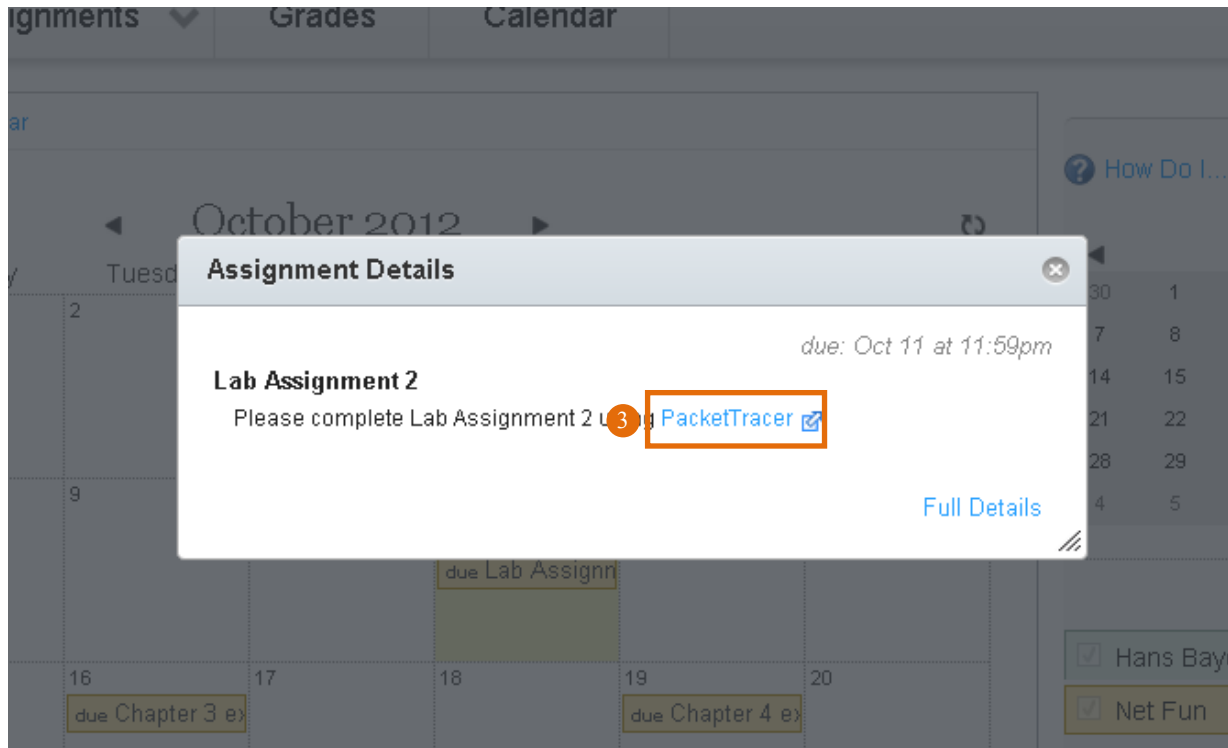 ignments Grades Calendar
ar
How Do I...
October 2012
Tuesd
Assignment Details
30 1
2
due: Oct 11 at 11:59pm
7 8
Lab Assignment 2
14 15
Please complete Lab Assignment 2 3 g PacketTracer
21 22
28 29
9
Full Details
4 5
due Lab Assignn
Hans Bay
16 17 18 19 20
due Chapter 3 ex due Chapter 4 ex
Net Fun